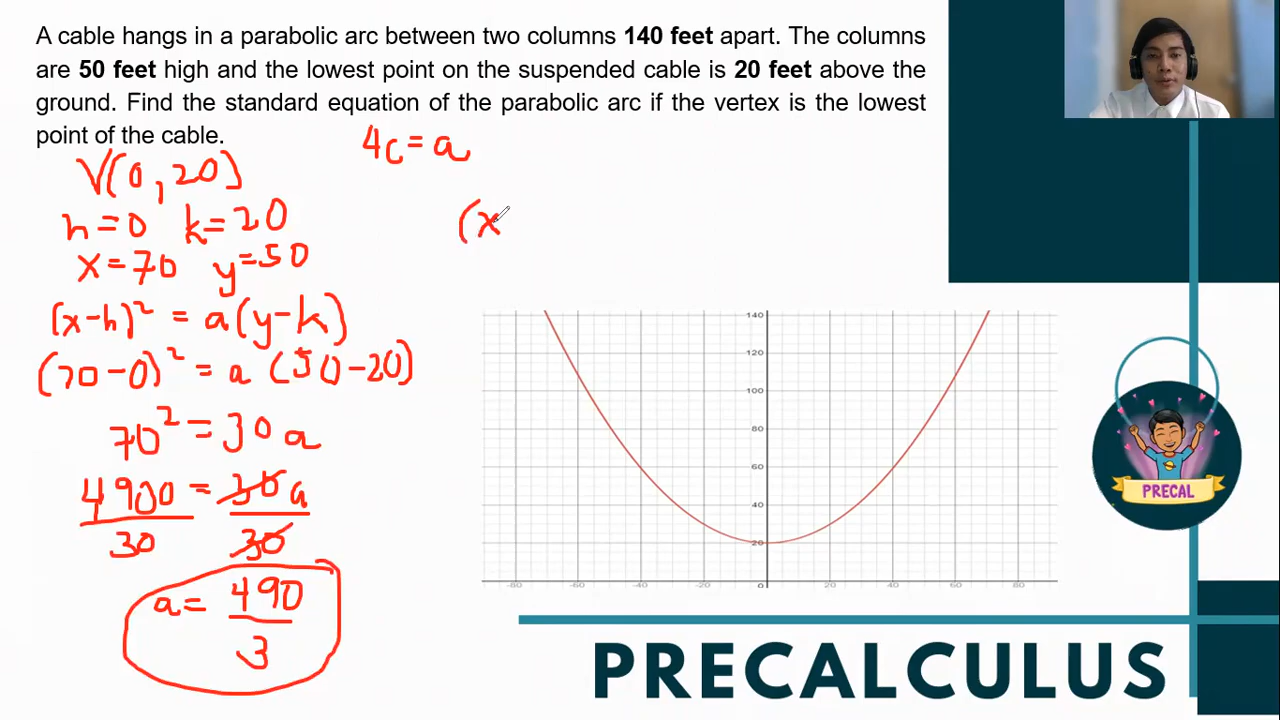 A cable hangs in a parabolic arc between two columns 140 feet apart. The columns
are 50 feet high and the lowest point on the suspended cable is 20 feet above the
ground. Find the standard equation of the parabolic arc if the vertex is the lowest
point of the cable.
4c = a
V(0, 20)
h=0 k=20
(x
x=70 y=50
(x-h)² = a(y-k)
(70-0)² = a (50-20)
70² = 30a
4900 = 30a
30 30
a= 490
3
140
120
100
80
60
40
20
-80 -60 -40 -20 0 20 40 60 80
PRECAL
PRECALCULUS